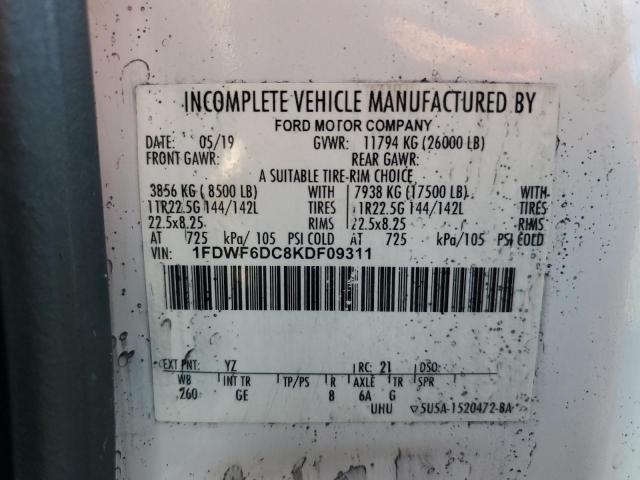 INCOMPLETE VEHICLE MANUFACTURED BY
FORD MOTOR COMPANY
DATE: 05/19 GVWR: 11794 KG (26000 LB)
FRONT GAWR: REAR GAWR:
A SUITABLE TIRE-RIM CHOICE
3856 KG ( 8500 LB) WITH 7938 KG (17500 LB) WITH
11R22.5G 144/142L TIRES 11R22.5G 144/142L TIRES
22.5x8.25 RIMS 22.5x8.25 RIMS
AT 725 kPa/ 105 PSI COLD AT 725 kPa/105 PSI COLD
VIN: 1FDWF6DC8KDF09311
EXT PNT: YZ RC: 21 DSO:
WB INT TR TP/PS R AXLE TR SPR
260 GE 8 6A G
UHU ▽5U5A-1520472-BA